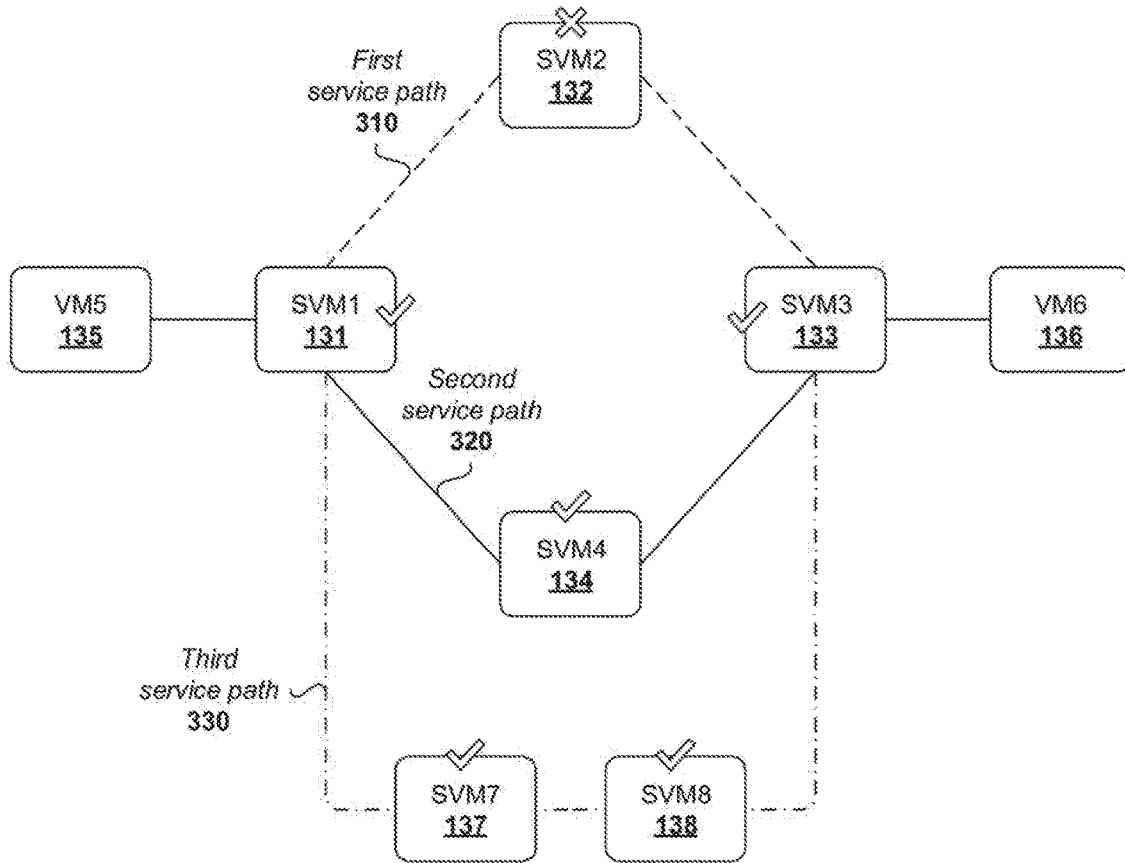 SVM2
132
First
service path
310
VM5
135
SVM1
131
SVM3
133
VM6
136
Second
service path
320
SVM4
134
Third
service path
330
SVM7
137
SVM8
138